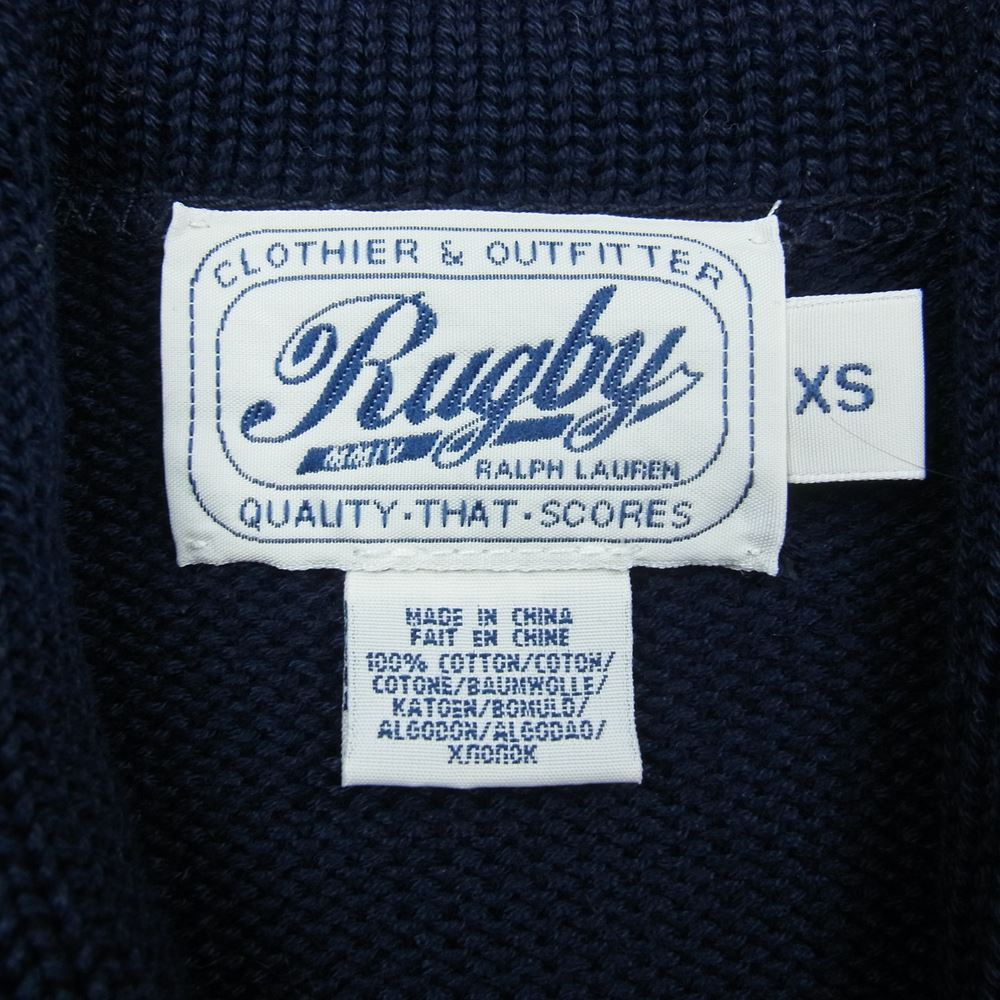 CLOTHIER & OUTFITTER
Rugby
MMIV
RALPH LAUREN
QUALITY·THAT·SCORES
XS
MADE IN CHINA
FAIT EN CHINE
100% COTTON/COTON/
COTONE/BAUMWOLLE/
KATOEN/BOMULD/
ALGODON/ALGODAO/
ХЛОПОК